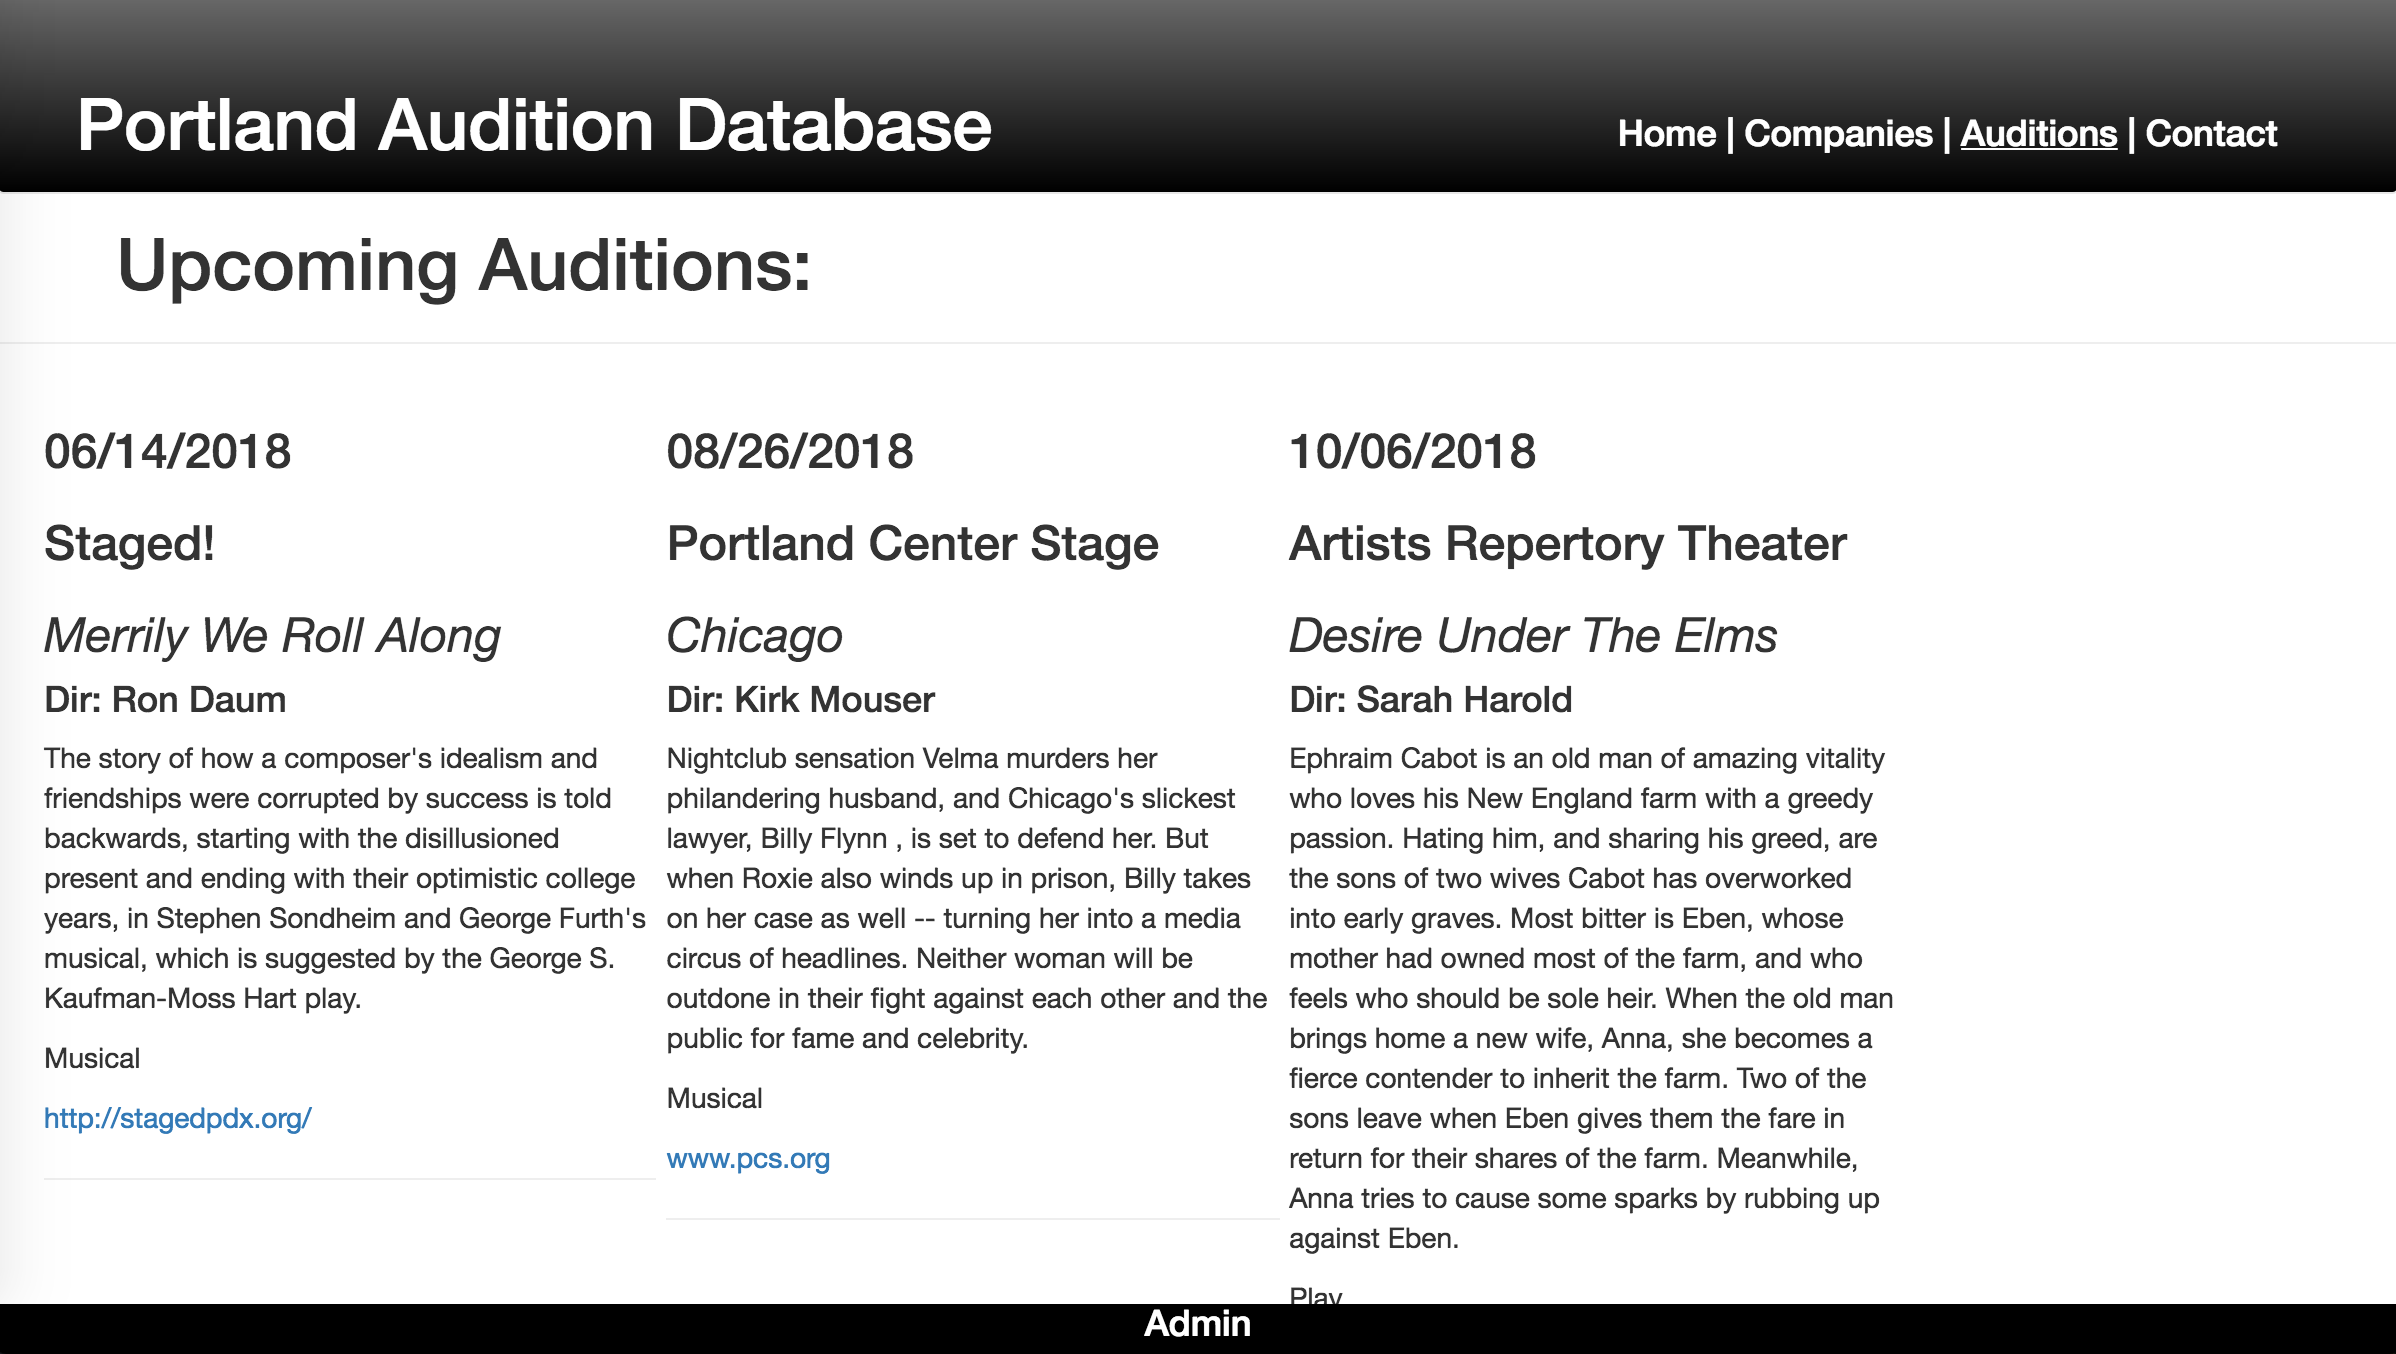 Portland Audition Database
Home | Companies | Auditions | Contact
Upcoming Auditions:
06/14/2018
Staged!
Merrily We Roll Along
Dir: Ron Daum
The story of how a composer's idealism and
friendships were corrupted by success is told
backwards, starting with the disillusioned
present and ending with their optimistic college
years, in Stephen Sondheim and George Furth's
musical, which is suggested by the George S.
Kaufman-Moss Hart play.
Musical
http://stagedpdx.org/
08/26/2018
Portland Center Stage
Chicago
Dir: Kirk Mouser
Nightclub sensation Velma murders her
philandering husband, and Chicago's slickest
lawyer, Billy Flynn , is set to defend her. But
when Roxie also winds up in prison, Billy takes
on her case as well -- turning her into a media
circus of headlines. Neither woman will be
outdone in their fight against each other and the
public for fame and celebrity.
Musical
www.pcs.org
10/06/2018
Artists Repertory Theater
Desire Under The Elms
Dir: Sarah Harold
Ephraim Cabot is an old man of amazing vitality
who loves his New England farm with a greedy
passion. Hating him, and sharing his greed, are
the sons of two wives Cabot has overworked
into early graves. Most bitter is Eben, whose
mother had owned most of the farm, and who
feels who should be sole heir. When the old man
brings home a new wife, Anna, she becomes a
fierce contender to inherit the farm. Two of the
sons leave when Eben gives them the fare in
return for their shares of the farm. Meanwhile,
Anna tries to cause some sparks by rubbing up
against Eben.
Play
Admin